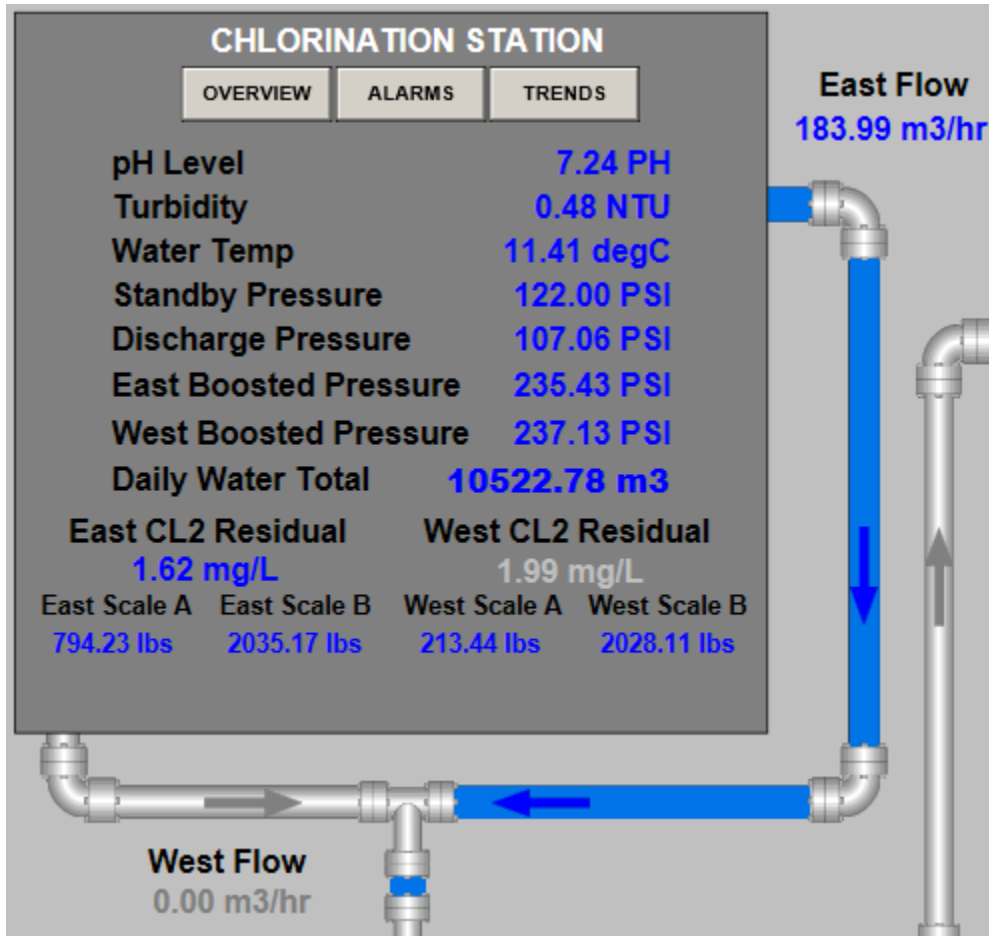 CHLORINATION STATION
OVERVIEW ALARMS TRENDS
East Flow
183.99 m3/hr
pH Level 7.24 PH
Turbidity 0.48 NTU
Water Temp 11.41 degC
Standby Pressure 122.00 PSI
Discharge Pressure 107.06 PSI
East Boosted Pressure 235.43 PSI
West Boosted Pressure 237.13 PSI
Daily Water Total 10522.78 m3
East CL2 Residual West CL2 Residual
1.62 mg/L 1.99 mg/L
East Scale A East Scale B West Scale A West Scale B
794.23 lbs 2035.17 lbs 213.44 lbs 2028.11 lbs
West Flow
0.00 m3/hr